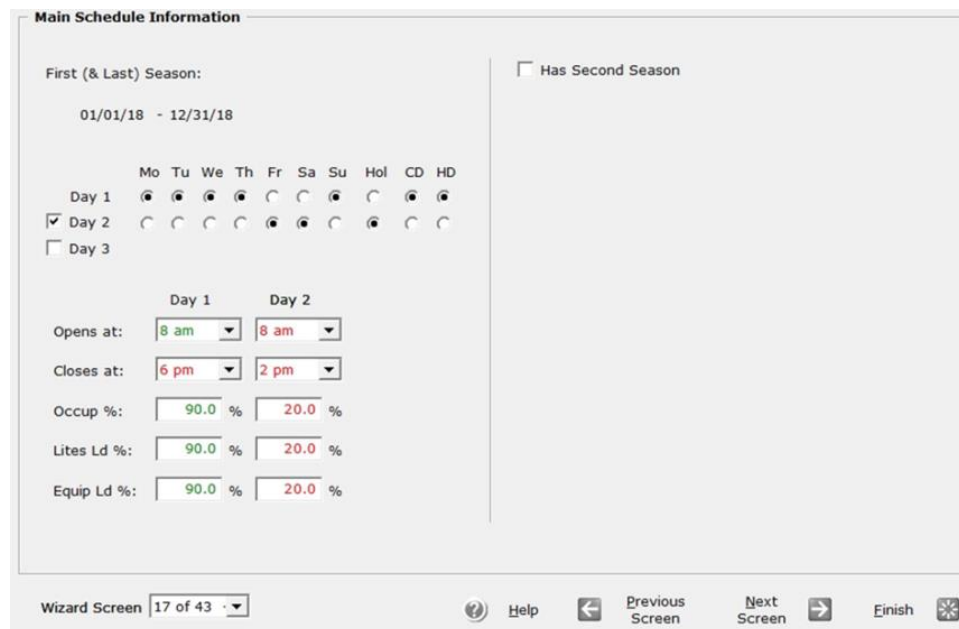 Main Schedule Information
First (& Last) Season:
01/01/18 - 12/31/18
Has Second Season
Mo Tu We Th Fr Sa Su Hol CD HD
Day 1
Day 2
Day 3
Day 1 Day 2
Opens at: 8 am 8 am
Closes at: 6 pm 2 pm
Occup %: 90.0 % 20.0 %
Lites Ld %: 90.0 % 20.0 %
Equip Ld %: 90.0 % 20.0 %
Wizard Screen 17 of 43
Help
Previous Screen
Next Screen
Finish